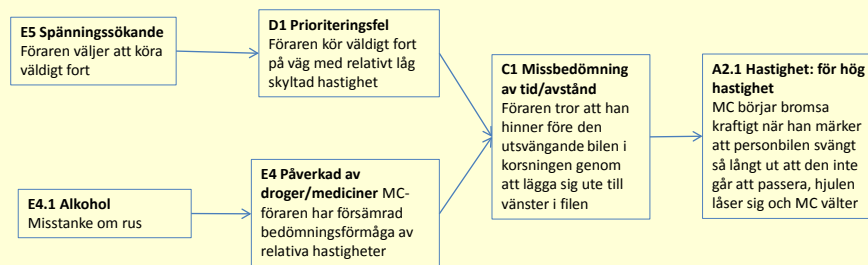 E5 Spänningssökande
Föraren väljer att köra
väldigt fort
D1 Prioriteringsfel
Föraren kör väldigt fort
på väg med relativt låg
skyltad hastighet
E4.1 Alkohol
Misstanke om rus
E4 Påverkad av
droger/mediciner MC-
föraren har försämrad
bedömningsförmåga av
relativa hastigheter
C1 Missbedömning
av tid/avstånd
Föraren tror att han
hinner före den
utsvängande bilen i
korsningen genom
att lägga sig ute till
vänster i filen
A2.1 Hastighet: för hög
hastighet
MC börjar bromsa
kraftigt när han märker
att personbilen svängt
så långt ut att den inte
går att passera, hjulen
låser sig och MC välter